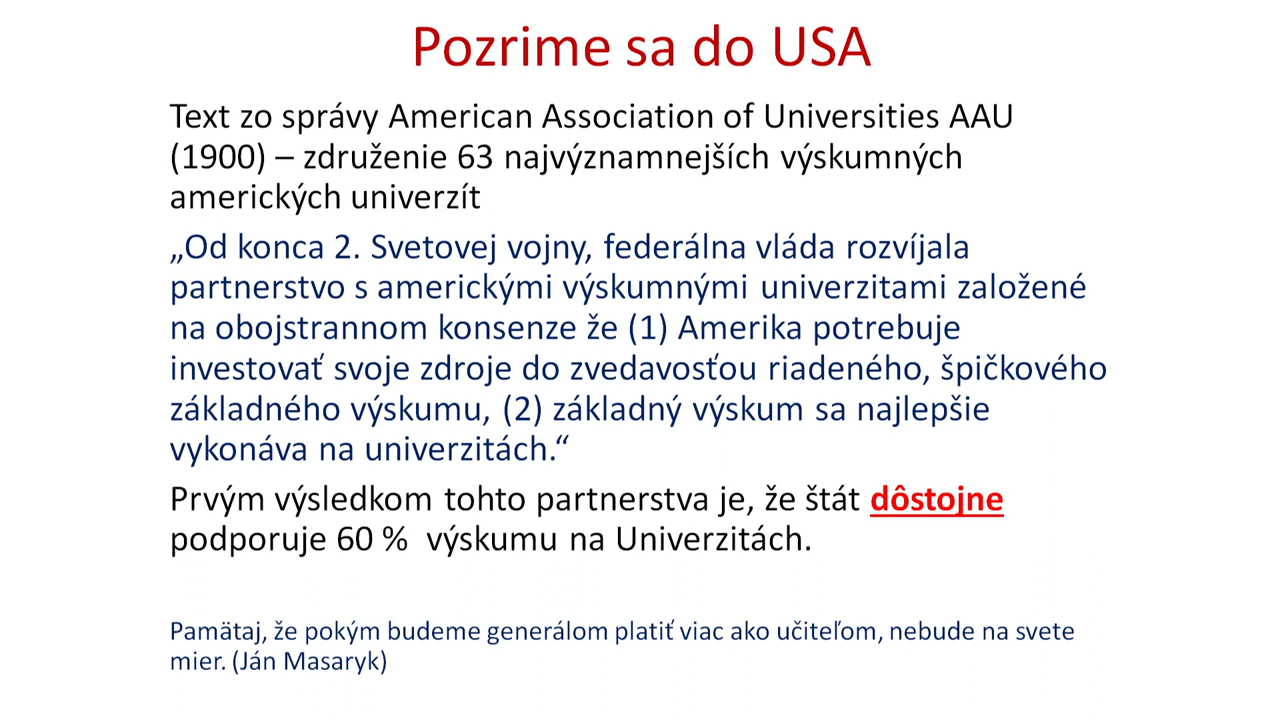 Pozrime sa do USA
Text zo správy American Association of Universities AAU
(1900) – združenie 63 najvýznamnejších výskumných
amerických univerzít
„Od konca 2. Svetovej vojny, federálna vláda rozvíjala
partnerstvo s americkými výskumnými univerzitami založené
na obojstrannom konsenze že (1) Amerika potrebuje
investovať svoje zdroje do zvedavosťou riadeného, špičkového
základného výskumu, (2) základný výskum sa najlepšie
vykonáva na univerzitách.“
Prvým výsledkom tohto partnerstva je, že štát dôstojne
podporuje 60 % výskumu na Univerzitách.
Pamätaj, že pokým budeme generálom platiť viac ako učiteľom, nebude na svete
mier. (Ján Masaryk)